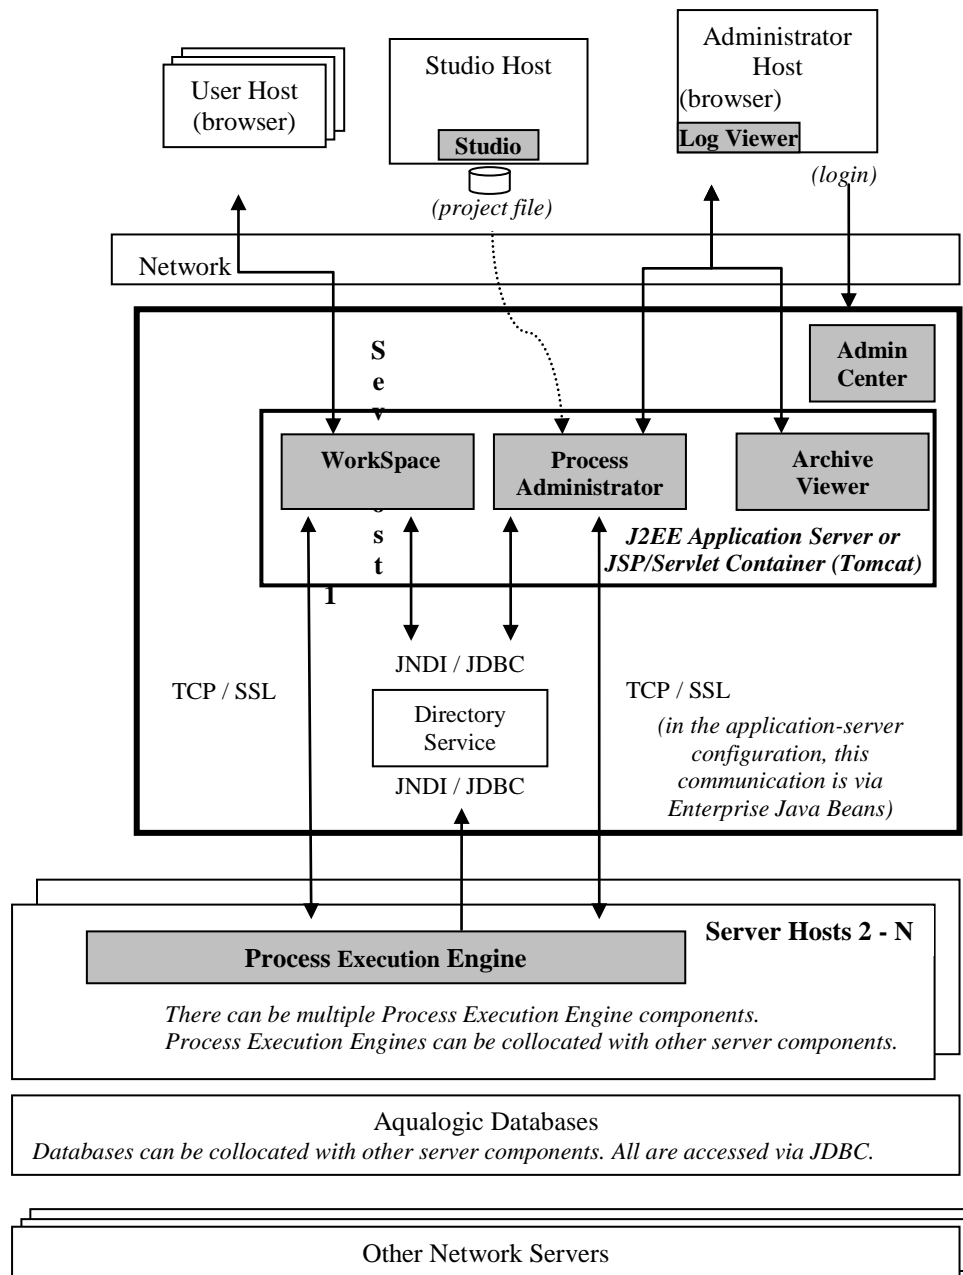 Administrator
Host
(browser)
Log Viewer
Studio Host
Studio
User Host
(browser)
(login)
(project file)
Network
S
e
r
Admin
Center
WorkSpace
Process
Administrator
Archive
Viewer
o
s
t
1
J2EE Application Server or
JSP/Servlet Container (Tomcat)
JNDI / JDBC
TCP / SSL
TCP / SSL
Directory
Service
(in the application-server
configuration, this
communication is via
Enterprise Java Beans)
JNDI / JDBC
Server Hosts 2 - N
Process Execution Engine
There can be multiple Process Execution Engine components.
Process Execution Engines can be collocated with other server components.
Aqualogic Databases
Databases can be collocated with other server components. All are accessed via JDBC.
Other Network Servers